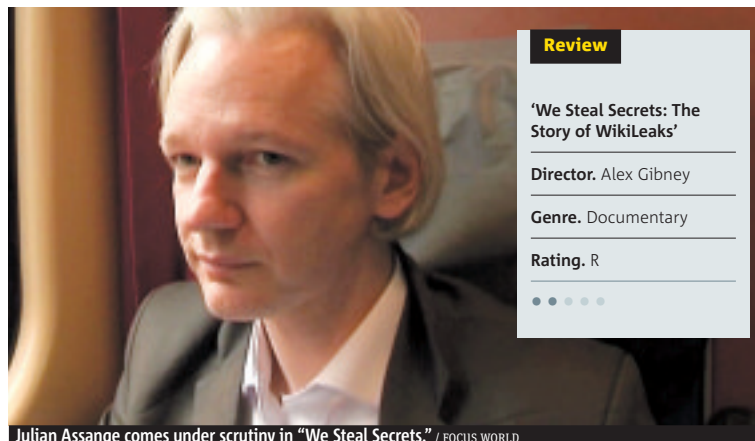 Review
‘We Steal Secrets: The
Story of WikiLeaks’
Director. Alex Gibney
Genre. Documentary
Rating. R
Julian Assange comes under scrutiny in “We Steal Secrets.” / FOCUS WORLD